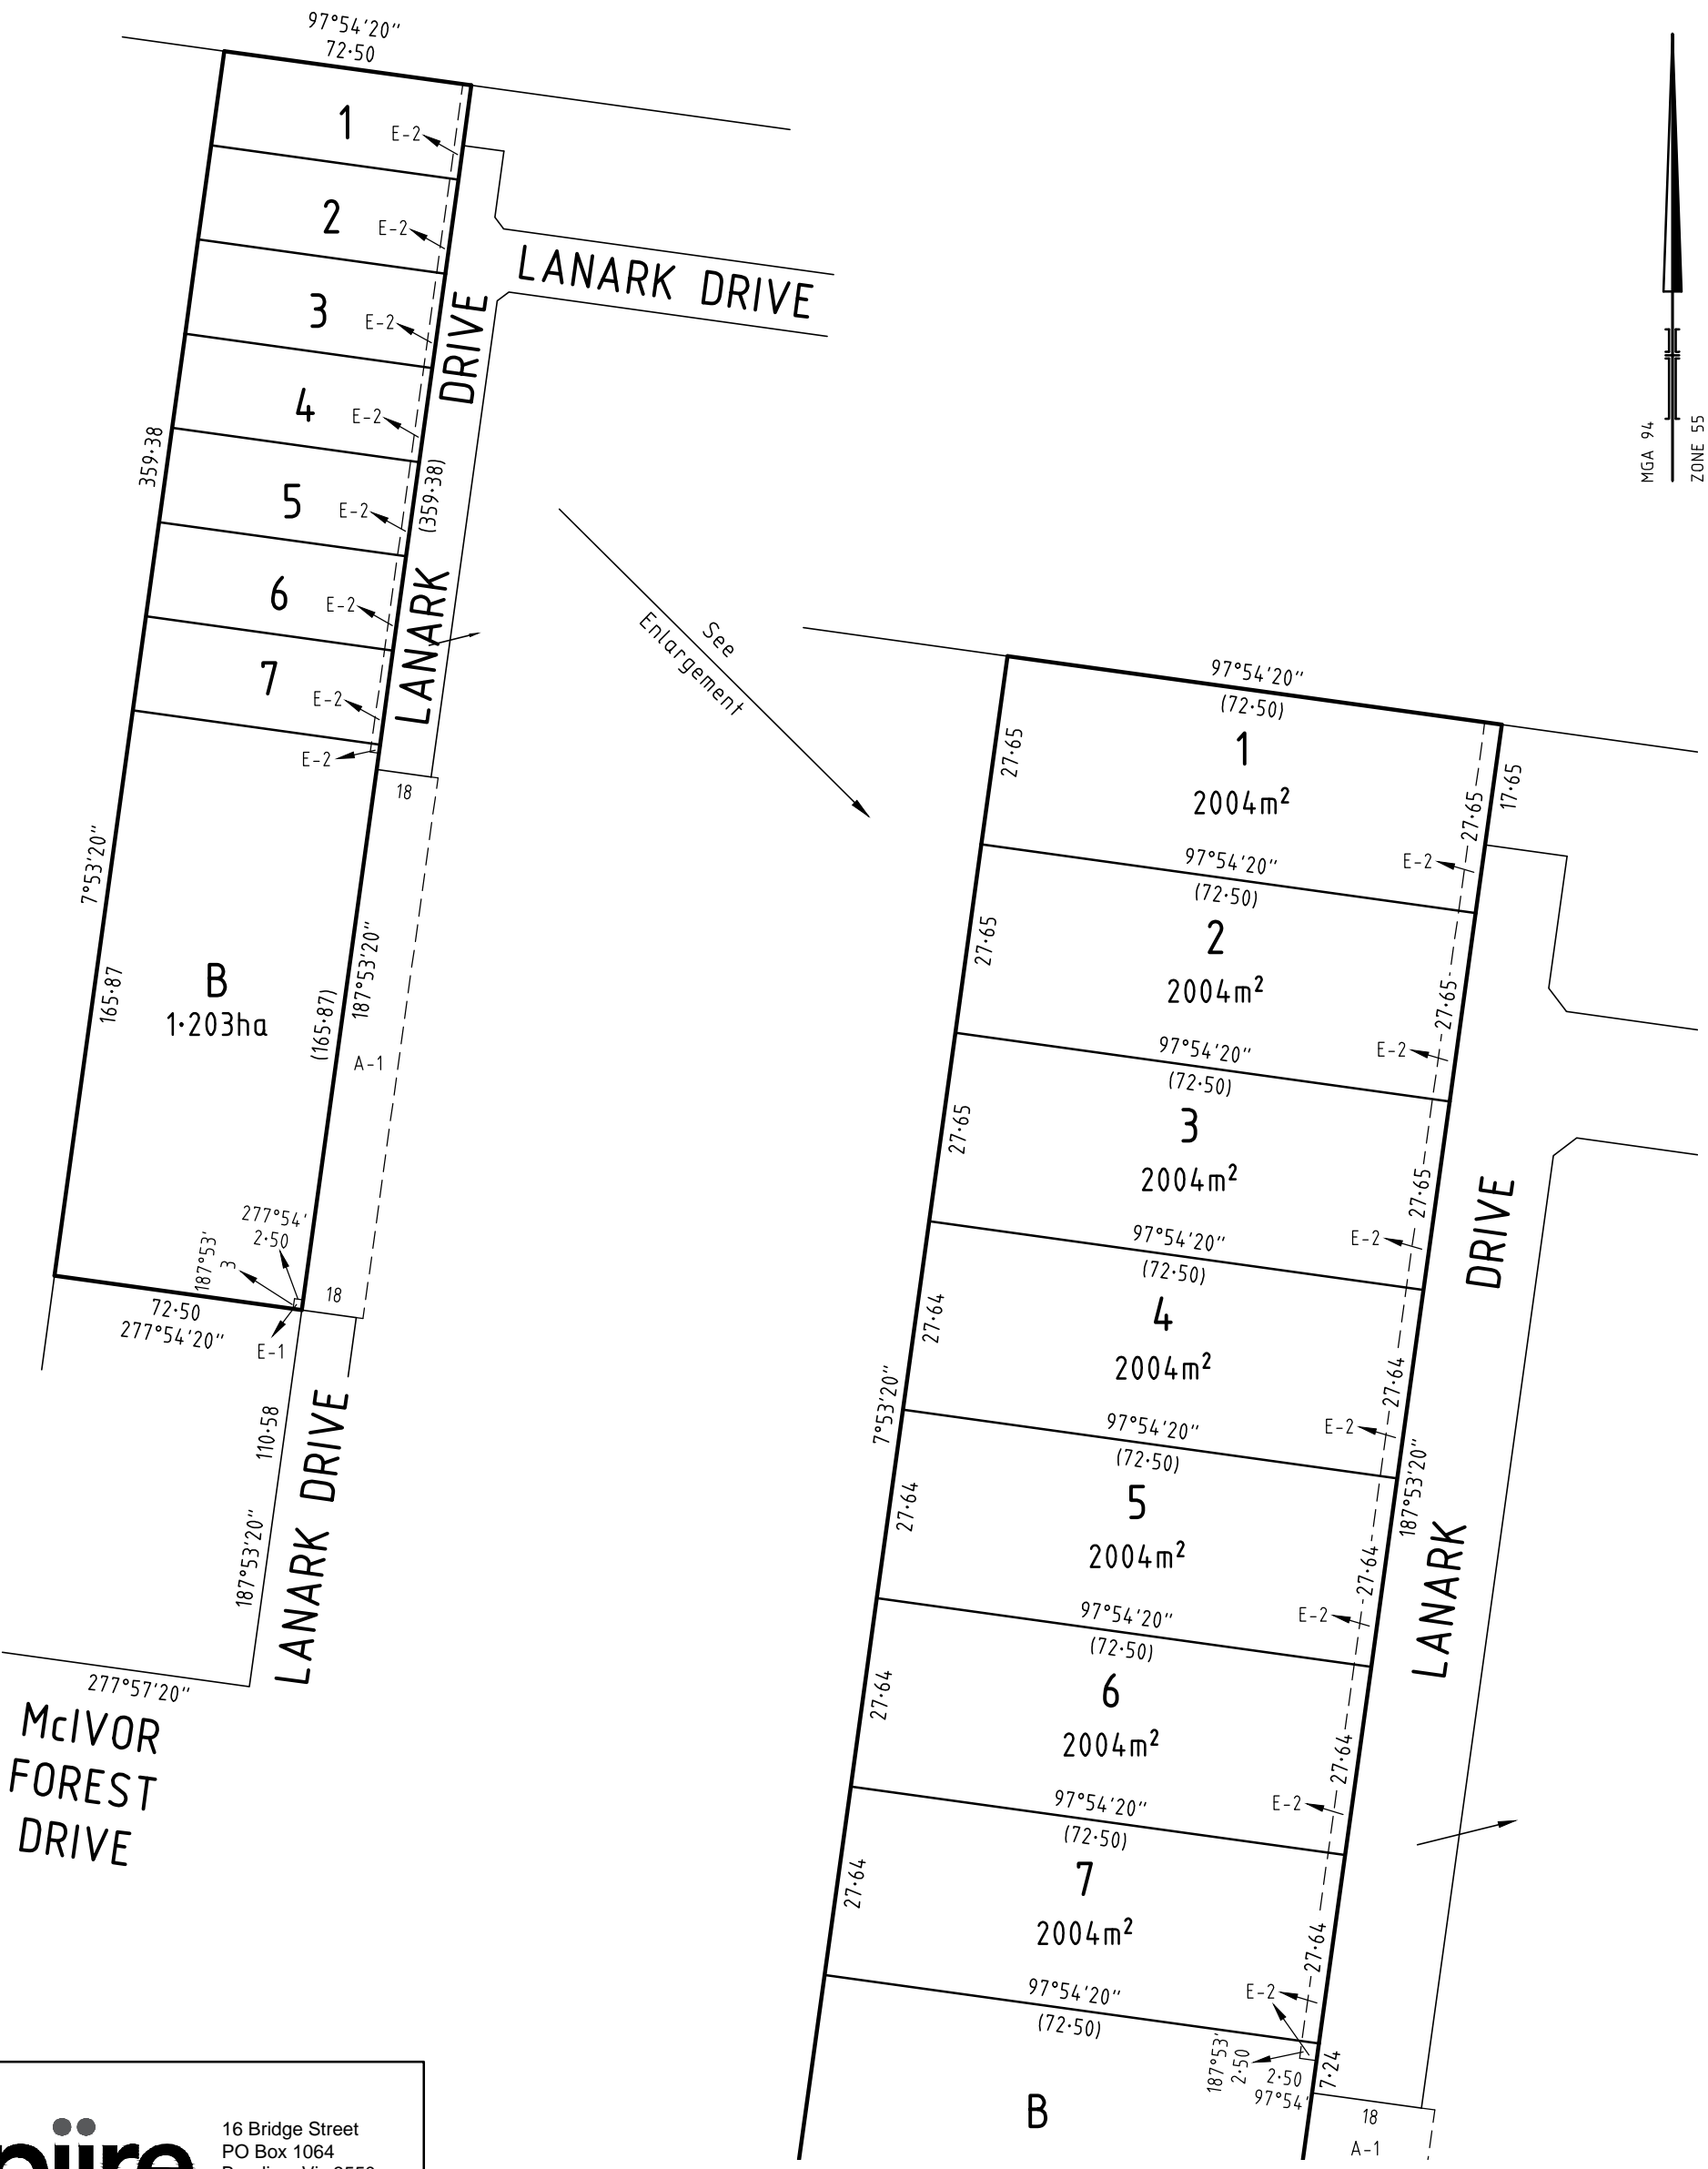 97°54'20"
72·50
1
E-2
2
E-2
LANARK DRIVE
3
E-2
DRIVE
4
E-2
359·38
5
E-2
(359·38)
6
E-2
LANARK
7
E-2
E-2
18
7°53'20"
165·87
B
1·203ha
(165·87)
187°53'20"
A-1
277°54'
2·50
187°53'
3
18
72·50
277°54'20"
E-1
110·58
187°53'20"
LANARK DRIVE
277°57'20"
McIVOR
FOREST
DRIVE
See
Enlargement
MGA 94
ZONE 55
97°54'20"
(72·50)
27·65
1
2004m²
27·65
17·65
E-2
97°54'20"
(72·50)
27·65
2
2004m²
27·65
E-2
97°54'20"
(72·50)
27·65
3
2004m²
27·65
E-2
DRIVE
97°54'20"
(72·50)
27·64
4
2004m²
27·64
E-2
7°53'20"
97°54'20"
(72·50)
187°53'20"
27·64
5
2004m²
27·64
E-2
LANARK
97°54'20"
(72·50)
27·64
6
2004m²
27·64
E-2
97°54'20"
(72·50)
27·64
7
2004m²
27·64
E-2
97°54'20"
(72·50)
187°53'
2·50
2·50
97°54'
7·24
B
18
A-1
16 Bridge Street
PO Box 1064